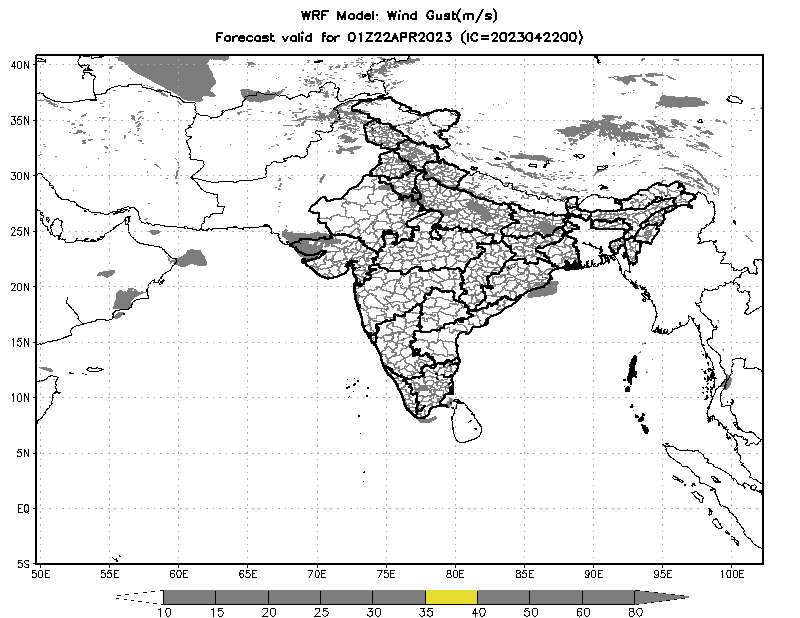 WRF Model: Wind Gust(m/s)
Forecast valid for 01Z22APR2023 (IC=2023042200)
40N
35N
30N
25N
20N
15N
10N
5N
EQ
5S
50E 55E 60E 65E 70E 75E 80E 85E 90E 95E 100E
10 15 20 25 30 35 40 50 60 80